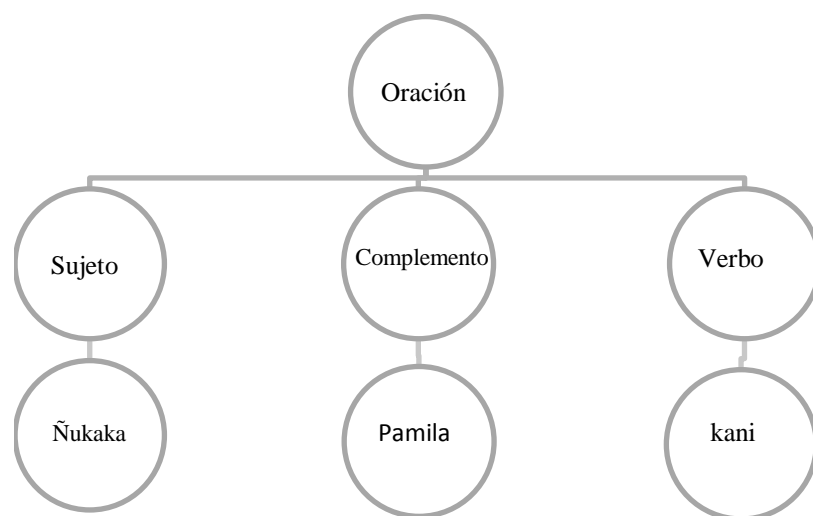 Oración
Sujeto
Complemento
Verbo
Ñukaka
Pamila
kani